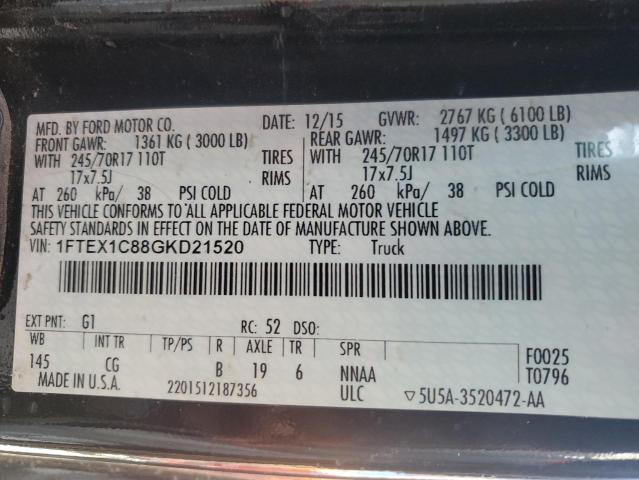 MFD. BY FORD MOTOR CO. DATE: 12/15 GVWR: 2767 KG ( 6100 LB)
FRONT GAWR: 1361 KG ( 3000 LB) REAR GAWR: 1497 KG ( 3300 LB)
WITH 245/70R17 110T TIRES WITH 245/70R17 110T TIRES
17x7.5J RIMS 17x7.5J RIMS
AT 260 kPa/ 38 PSI COLD AT 260 kPa/ 38 PSI COLD
THIS VEHICLE CONFORMS TO ALL APPLICABLE FEDERAL MOTOR VEHICLE
SAFETY STANDARDS IN EFFECT ON THE DATE OF MANUFACTURE SHOWN ABOVE.
VIN: 1FTEX1C88GKD21520 TYPE: Truck
EXT PNT: G1 RC: 52 DSO:
WB INT TR TP/PS R AXLE TR SPR F0025
145 CG B 19 6 NNAA T0796
MADE IN U.S.A. 2201512187356 ULC ▽5U5A-3520472-AA